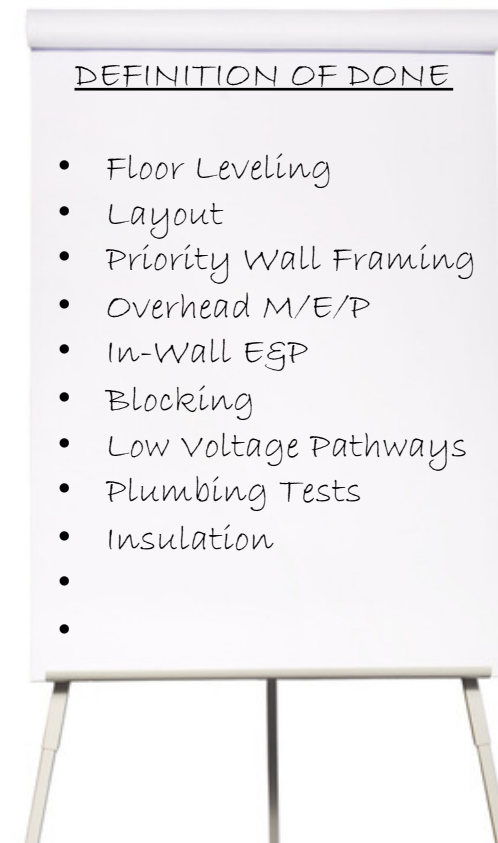 DEFINITION OF DONE
• Floor Leveling
• Layout
• Priority Wall Framing
• Overhead M/E/P
• In-Wall E&P
• Blocking
• Low Voltage Pathways
• Plumbing Tests
• Insulation
•
•